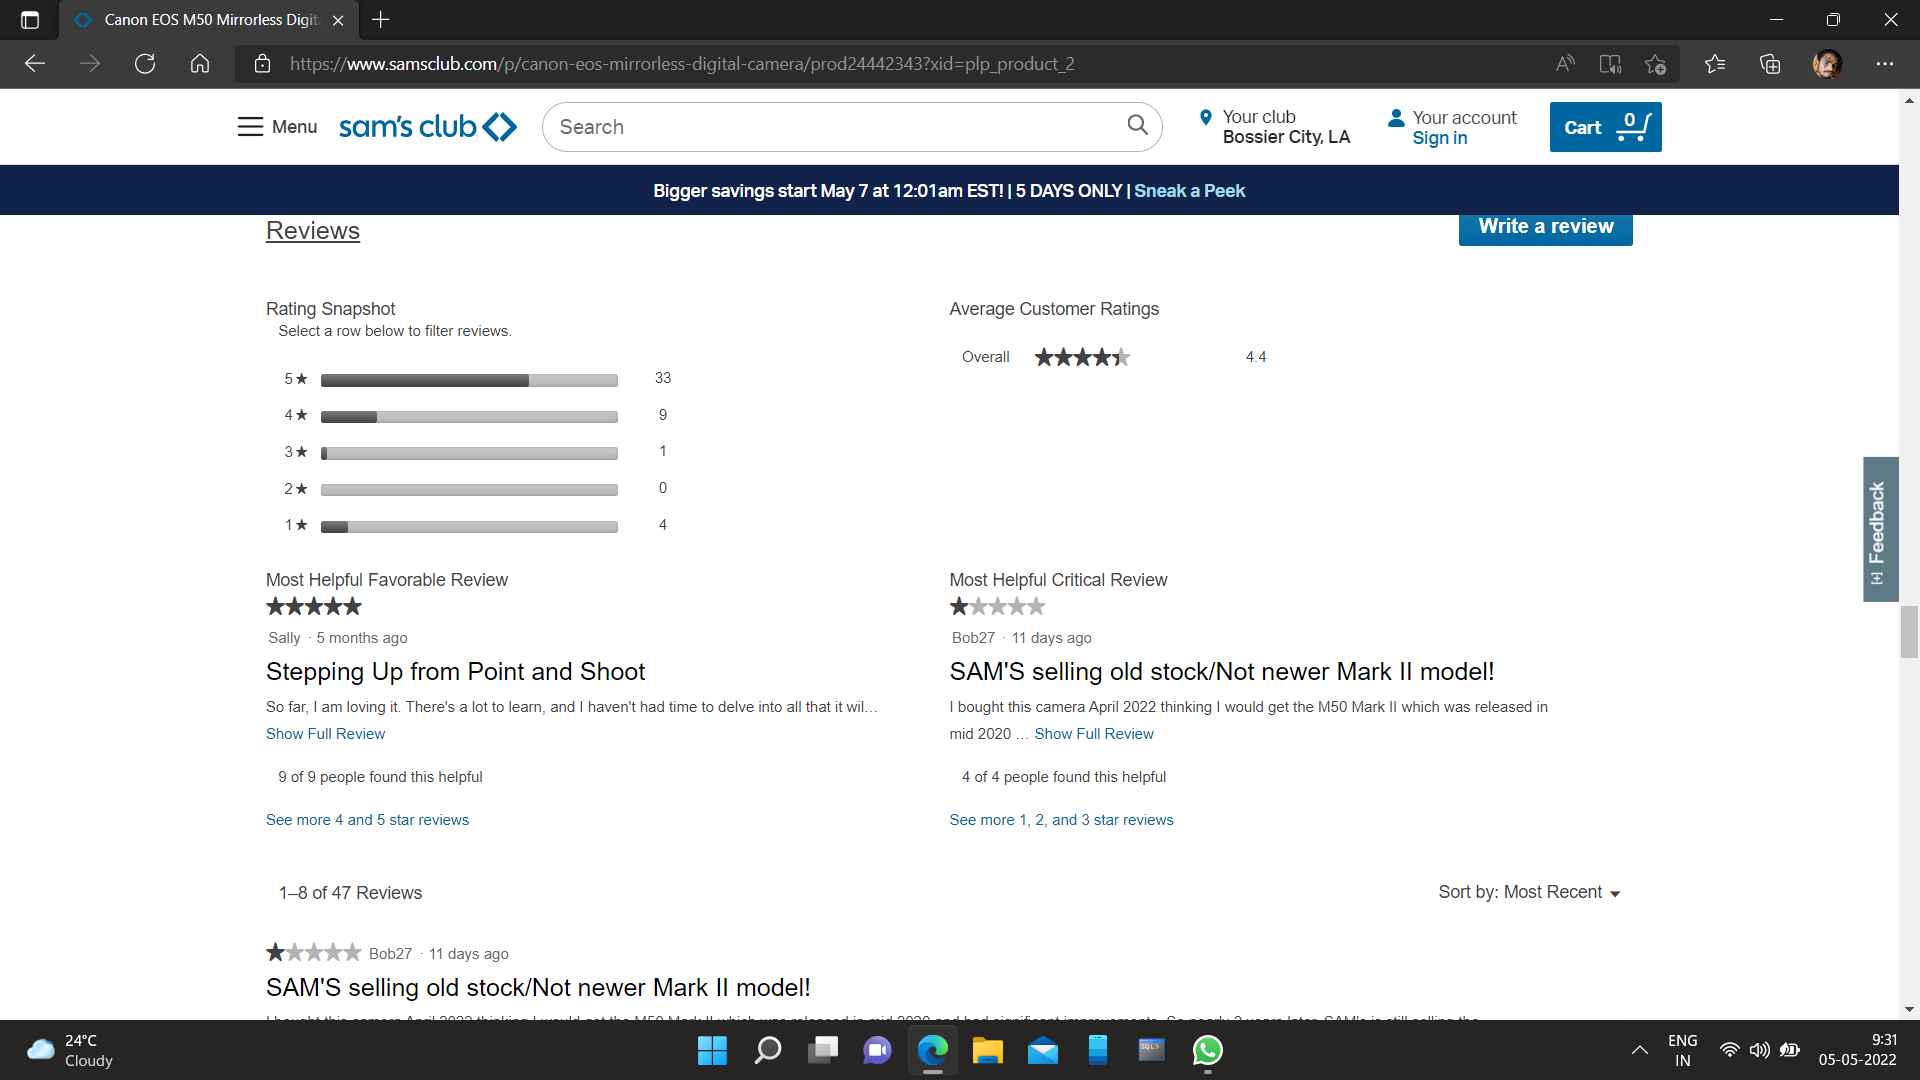 Canon EOS M50 Mirrorless Digit
https://www.samsclub.com/p/canon-eos-mirrorless-digital-camera/prod24442343?xid=plp_product_2
Menu
sam's club
Search
Your club
Bossier City, LA
Your account
Sign in
Cart 0
Bigger savings start May 7 at 12:01am EST! | 5 DAYS ONLY | Sneak a Peek
Reviews
Write a review
Rating Snapshot
Select a row below to filter reviews.
5★ 33
4★ 9
3★ 1
2★ 0
1★ 4
Average Customer Ratings
Overall 4.4
[+] Feedback
Most Helpful Favorable Review
Sally · 5 months ago
Stepping Up from Point and Shoot
So far, I am loving it. There's a lot to learn, and I haven't had time to delve into all that it wil…
Show Full Review
9 of 9 people found this helpful
See more 4 and 5 star reviews
Most Helpful Critical Review
Bob27 · 11 days ago
SAM'S selling old stock/Not newer Mark II model!
I bought this camera April 2022 thinking I would get the M50 Mark II which was released in
mid 2020 … Show Full Review
4 of 4 people found this helpful
See more 1, 2, and 3 star reviews
1–8 of 47 Reviews
Sort by: Most Recent
Bob27 · 11 days ago
SAM'S selling old stock/Not newer Mark II model!
24°C
Cloudy
ENG
IN
9:31
05-05-2022